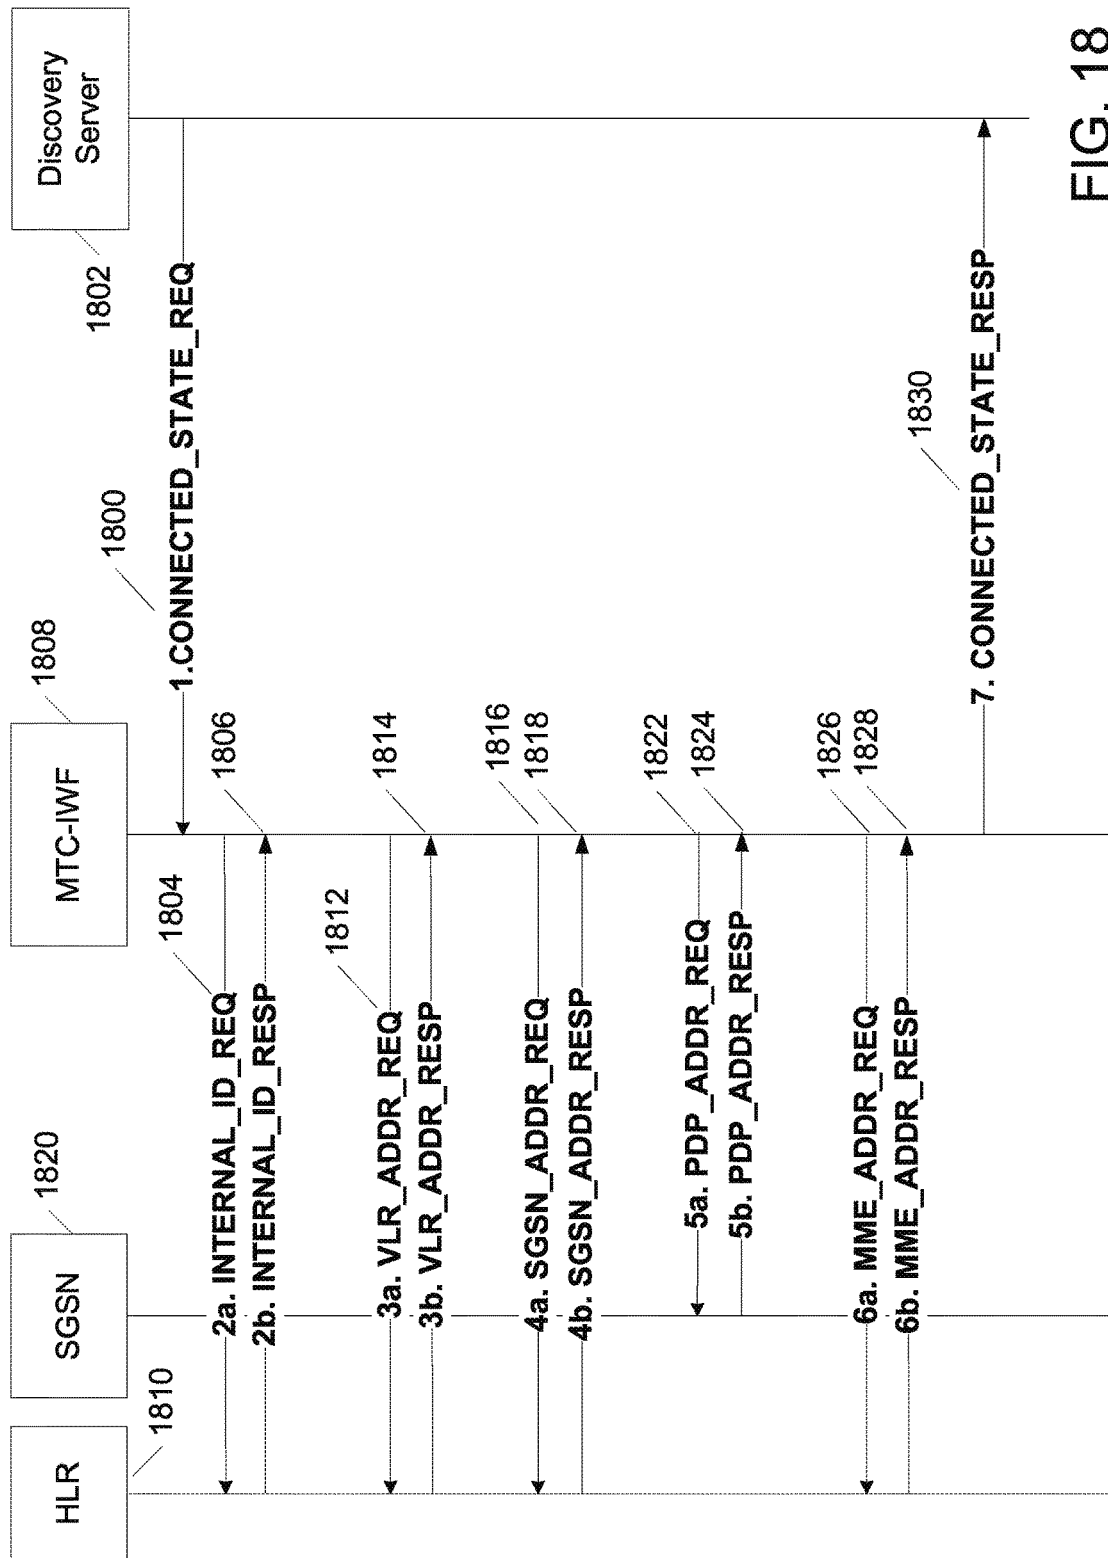 HLR
SGSN
MTC-IWF
Discovery
Server
1810
1820
1808
1802
1800
1.CONNECTED_STATE_REQ
1804
2a. INTERNAL_ID_REQ
1806
2b. INTERNAL_ID_RESP
1812
3a. VLR_ADDR_REQ
1814
3b. VLR_ADDR_RESP
1816
4a. SGSN_ADDR_REQ
1818
4b. SGSN_ADDR_RESP
1822
5a. PDP_ADDR_REQ
1824
5b. PDP_ADDR_RESP
1826
6a. MME_ADDR_REQ
1828
6b. MME_ADDR_RESP
1830
7. CONNECTED_STATE_RESP
FIG. 18